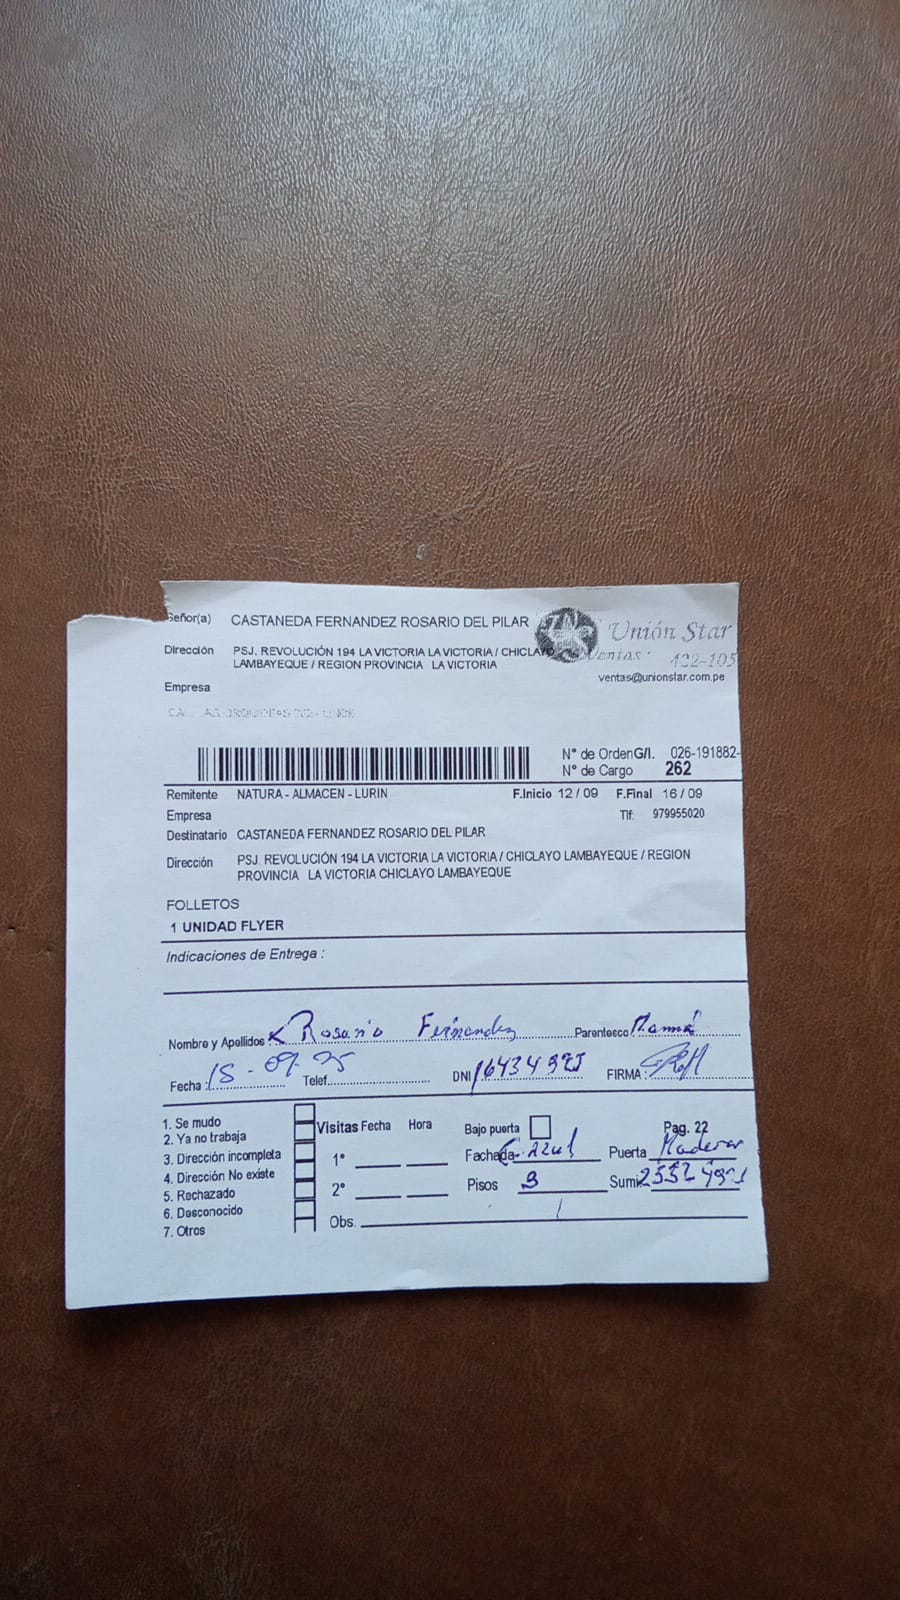 Señor(a) CASTANEDA FERNANDEZ ROSARIO DEL PILAR
Unión Star
Dirección PSJ. REVOLUCIÓN 194 LA VICTORIA LA VICTORIA / CHICLAYO
LAMBAYEQUE / REGION PROVINCIA LA VICTORIA
Ventas: 422-105
ventas@unionstar.com.pe
Empresa
N° de Orden G/I. 026-191882-
N° de Cargo 262
Remitente NATURA - ALMACEN - LURIN F.Inicio 12 / 09 F.Final 16 / 09
Empresa Tlf: 979955020
Destinatario CASTANEDA FERNANDEZ ROSARIO DEL PILAR
Dirección PSJ. REVOLUCIÓN 194 LA VICTORIA LA VICTORIA / CHICLAYO LAMBAYEQUE / REGION
PROVINCIA LA VICTORIA CHICLAYO LAMBAYEQUE
FOLLETOS
1 UNIDAD FLYER
Indicaciones de Entrega :
Nombre y Apellidos Rosario Fernandez Parentesco Mamá
Fecha : 15-09-25 Telef. DNI FIRMA:
1. Se mudo
2. Ya no trabaja
3. Dirección incompleta
4. Dirección No existe
5. Rechazado
6. Desconocido
7. Otros
Visitas Fecha Hora
1°
2°
Obs.
Bajo puerta Pag. 22
Fachada Azul Puerta Madera
Pisos 3 Sumi